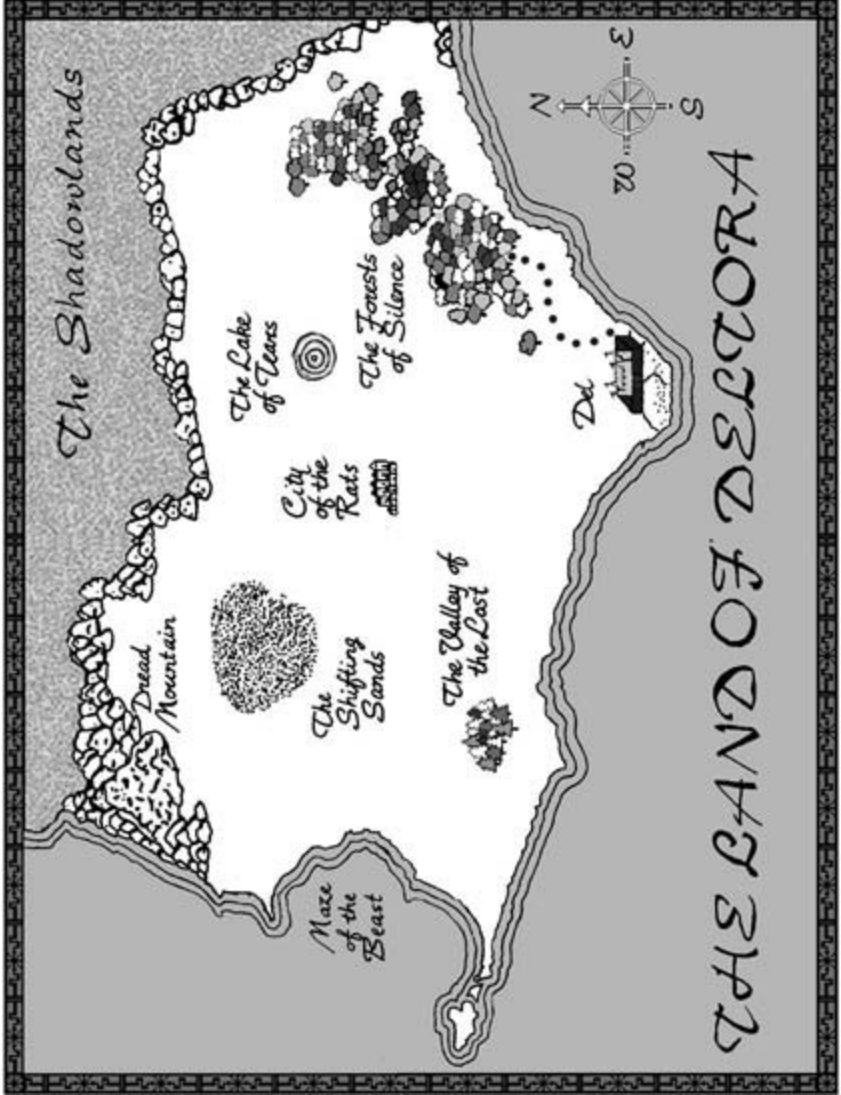 The Shadowlands
Dread
Mountain
The Lake
of Tears
City
of the
Rats
The
Shifting
Sands
Maze
of the
Beast
The Forests
of Silence
The Valley of
the Lost
Del
N
W
E
S
THE LAND OF DELTORA